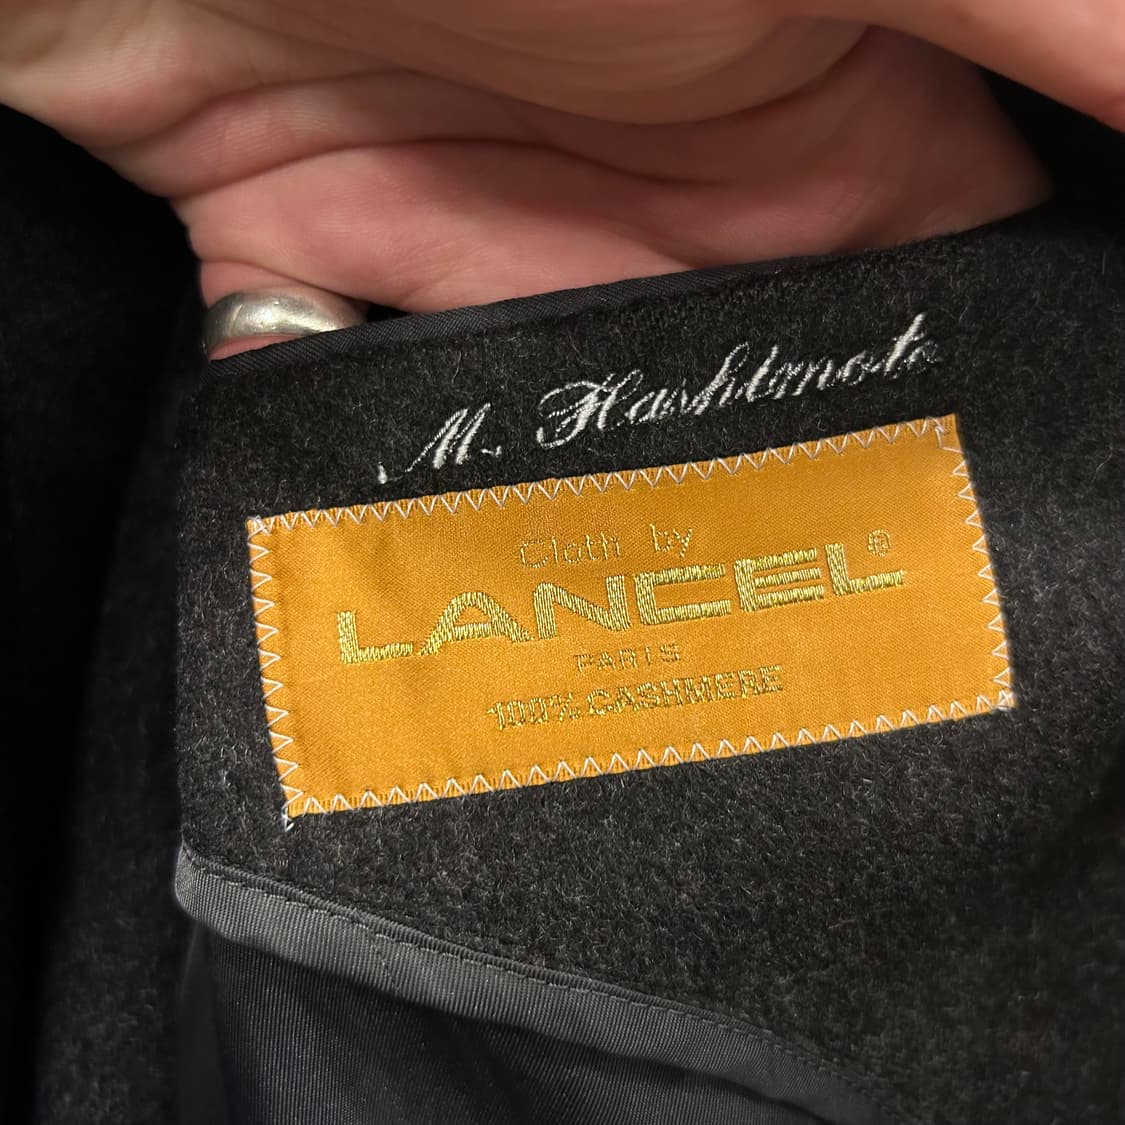 M. Hashimoto
Cloth by
LANCEL®
PARIS
100% CASHMERE